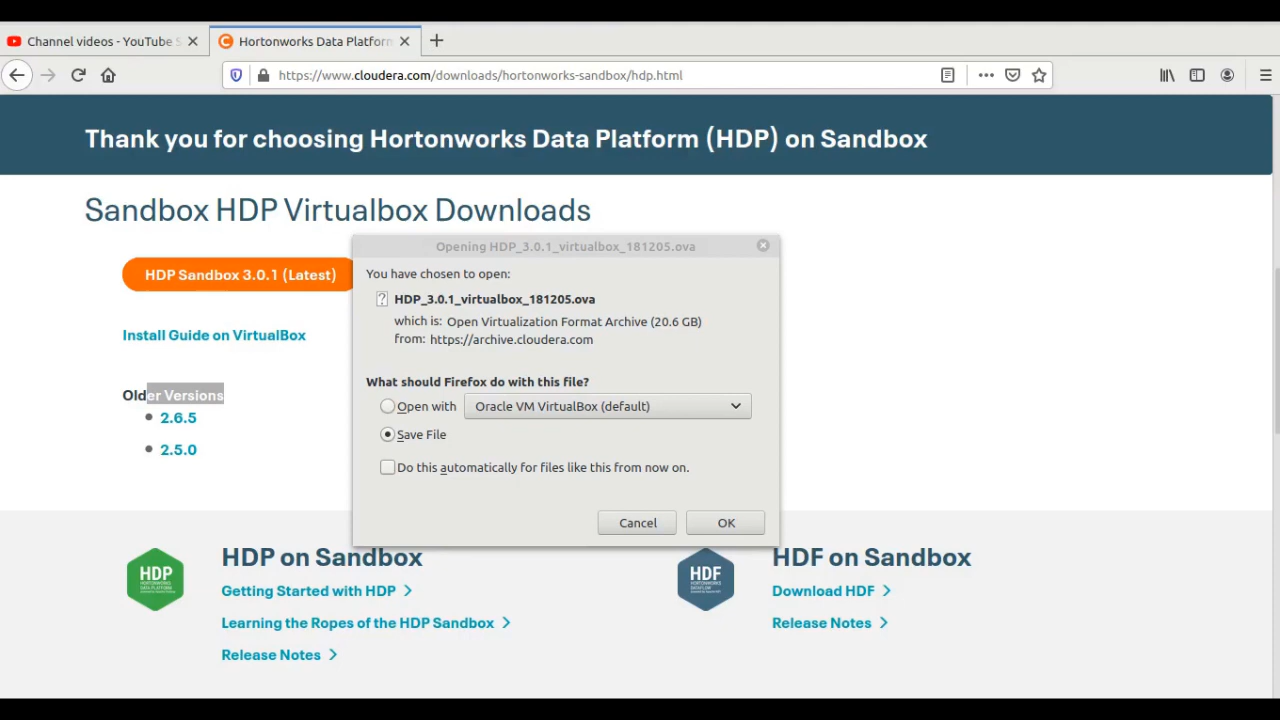 Channel videos - YouTube S
Hortonworks Data Platform
https://www.cloudera.com/downloads/hortonworks-sandbox/hdp.html
Thank you for choosing Hortonworks Data Platform (HDP) on Sandbox
Sandbox HDP Virtualbox Downloads
HDP Sandbox 3.0.1 (Latest)
Install Guide on VirtualBox
Older Versions
2.6.5
2.5.0
Opening HDP_3.0.1_virtualbox_181205.ova
You have chosen to open:
HDP_3.0.1_virtualbox_181205.ova
which is: Open Virtualization Format Archive (20.6 GB)
from: https://archive.cloudera.com
What should Firefox do with this file?
Open with Oracle VM VirtualBox (default)
Save File
Do this automatically for files like this from now on.
Cancel OK
HDP
HDP on Sandbox
Getting Started with HDP
Learning the Ropes of the HDP Sandbox
Release Notes
HDF
HDF on Sandbox
Download HDF
Release Notes